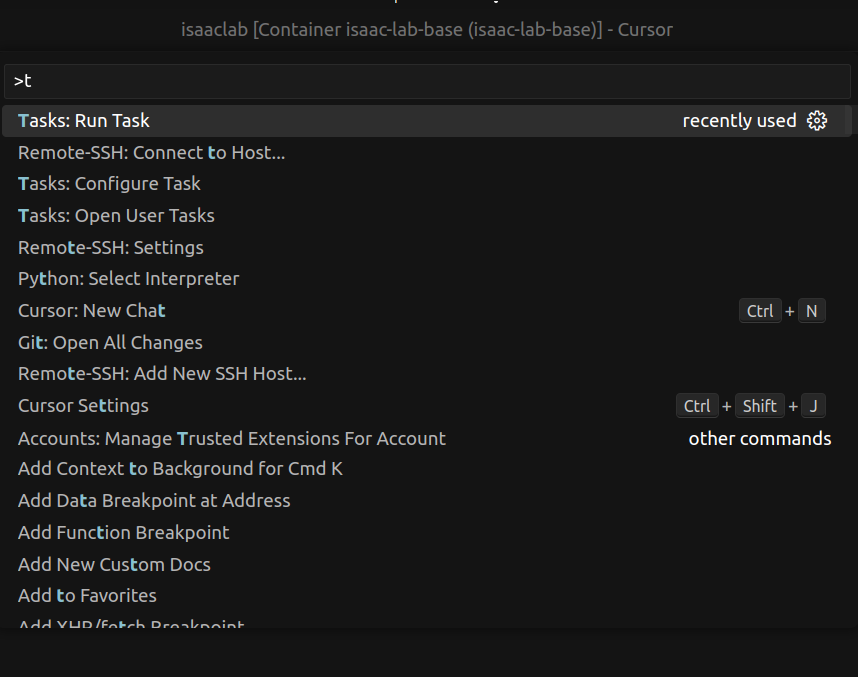 isaaclab [Container isaac-lab-base (isaac-lab-base)] - Cursor
>t
Tasks: Run Task recently used
Remote-SSH: Connect to Host...
Tasks: Configure Task
Tasks: Open User Tasks
Remote-SSH: Settings
Python: Select Interpreter
Cursor: New Chat Ctrl + N
Git: Open All Changes
Remote-SSH: Add New SSH Host...
Cursor Settings Ctrl + Shift + J
Accounts: Manage Trusted Extensions For Account other commands
Add Context to Background for Cmd K
Add Data Breakpoint at Address
Add Function Breakpoint
Add New Custom Docs
Add to Favorites
Add XHR/fetch Breakpoint